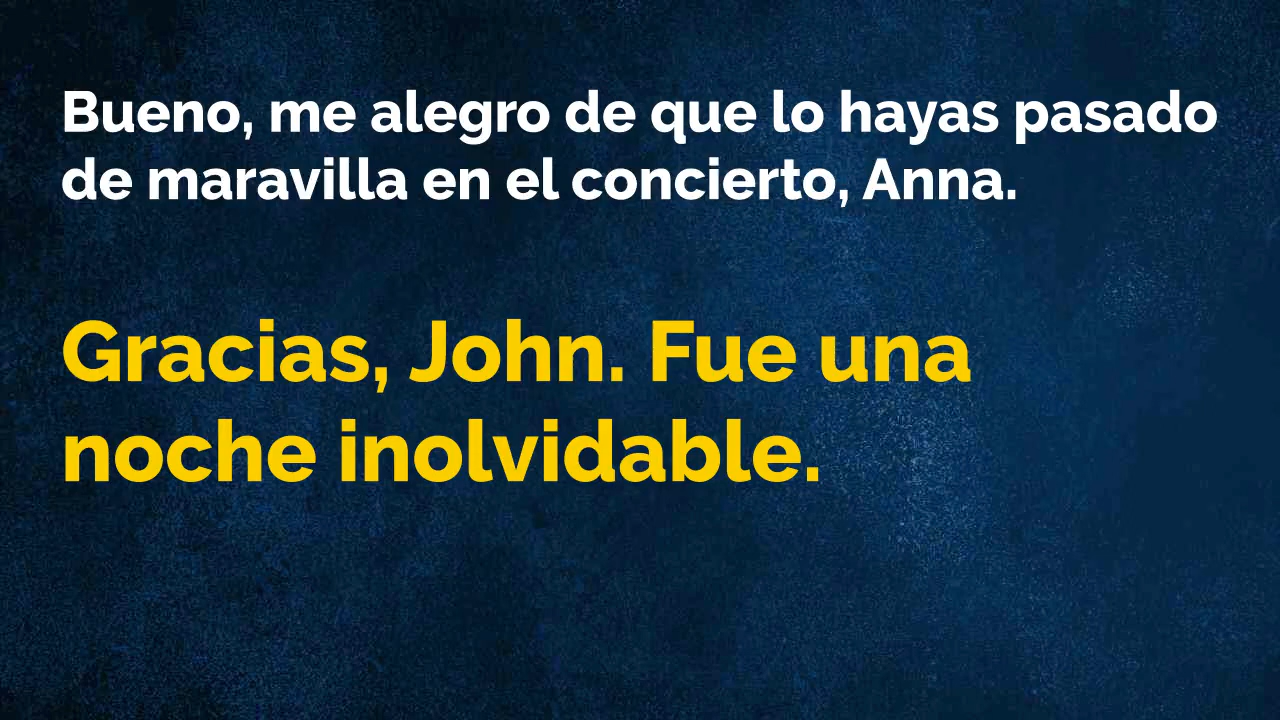 Bueno, me alegro de que lo hayas pasado
de maravilla en el concierto, Anna.
Gracias, John. Fue una
noche inolvidable.